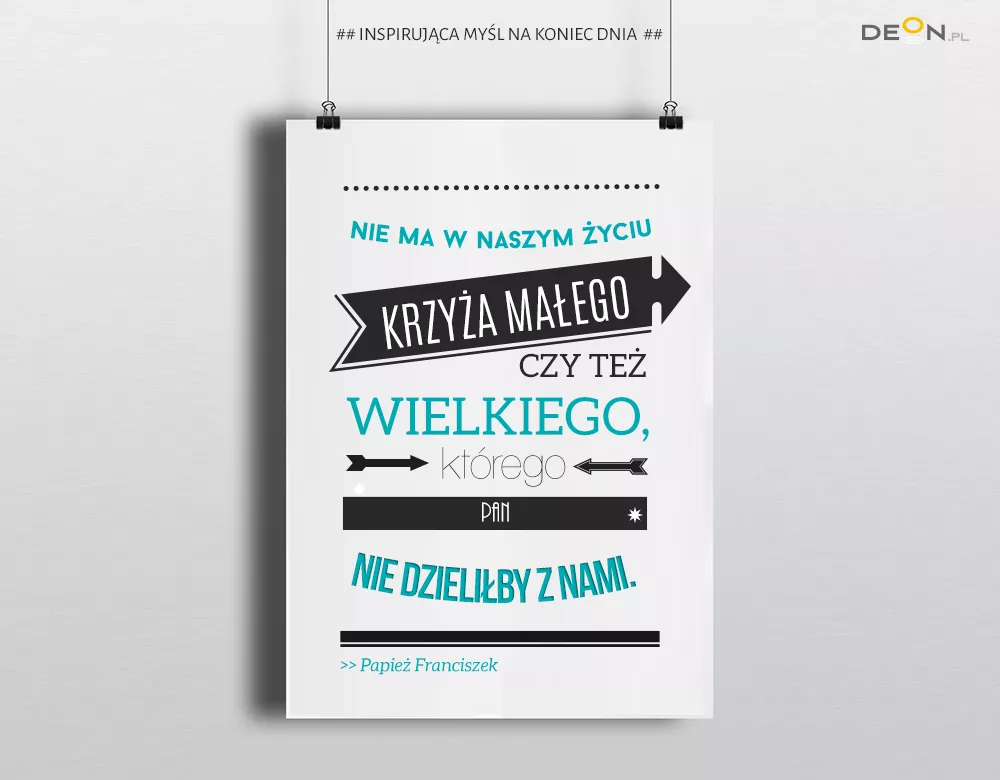 ## INSPIRUJĄCA MYŚL NA KONIEC DNIA ##
DEON.PL
NIE MA W NASZYM ŻYCIU
KRZYŻA MAŁEGO
CZY TEŻ
WIELKIEGO,
którego
PAN
NIE DZIELIŁBY Z NAMI.
>> Papież Franciszek